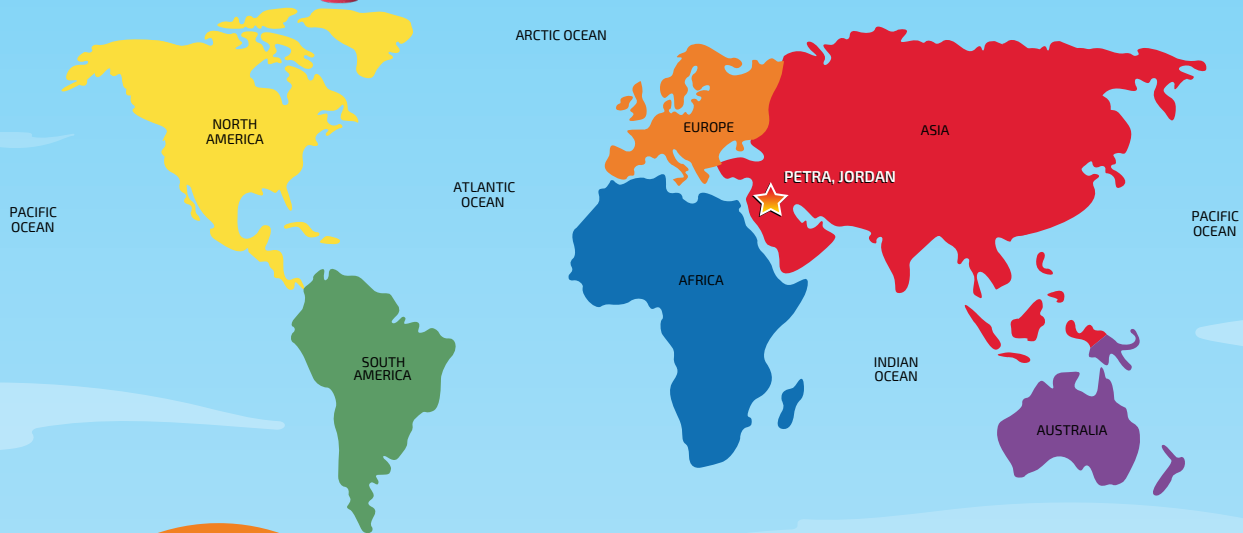 ARCTIC OCEAN
NORTH
AMERICA
EUROPE
ASIA
PETRA, JORDAN
ATLANTIC
OCEAN
PACIFIC
OCEAN
PACIFIC
OCEAN
AFRICA
SOUTH
AMERICA
INDIAN
OCEAN
AUSTRALIA